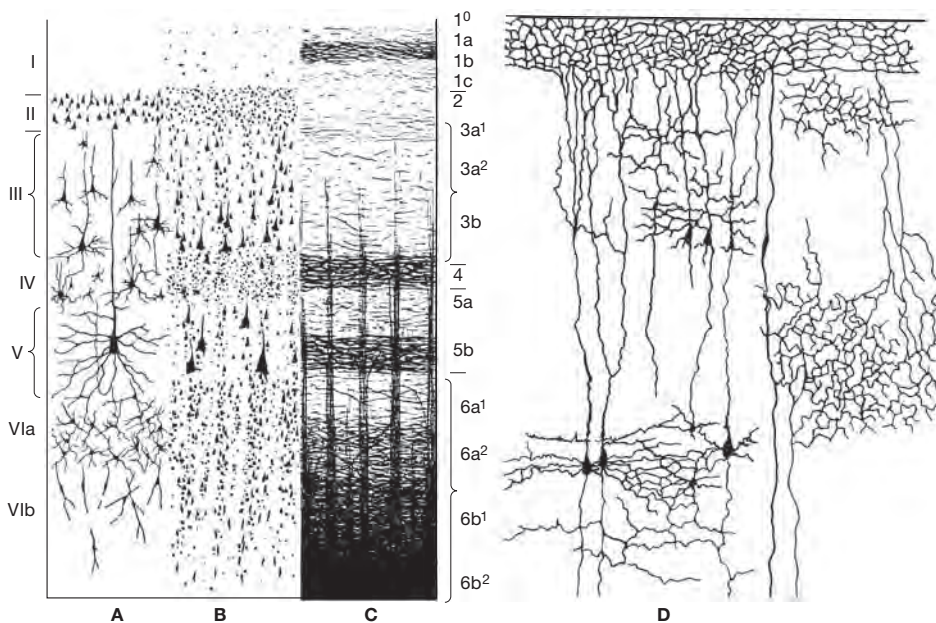 I
II
III
IV
V
VIa
VIb
1⁰
1a
1b
1c
2
3a¹
3a²
3b
4
5a
5b
6a¹
6a²
6b¹
6b²
A B C D